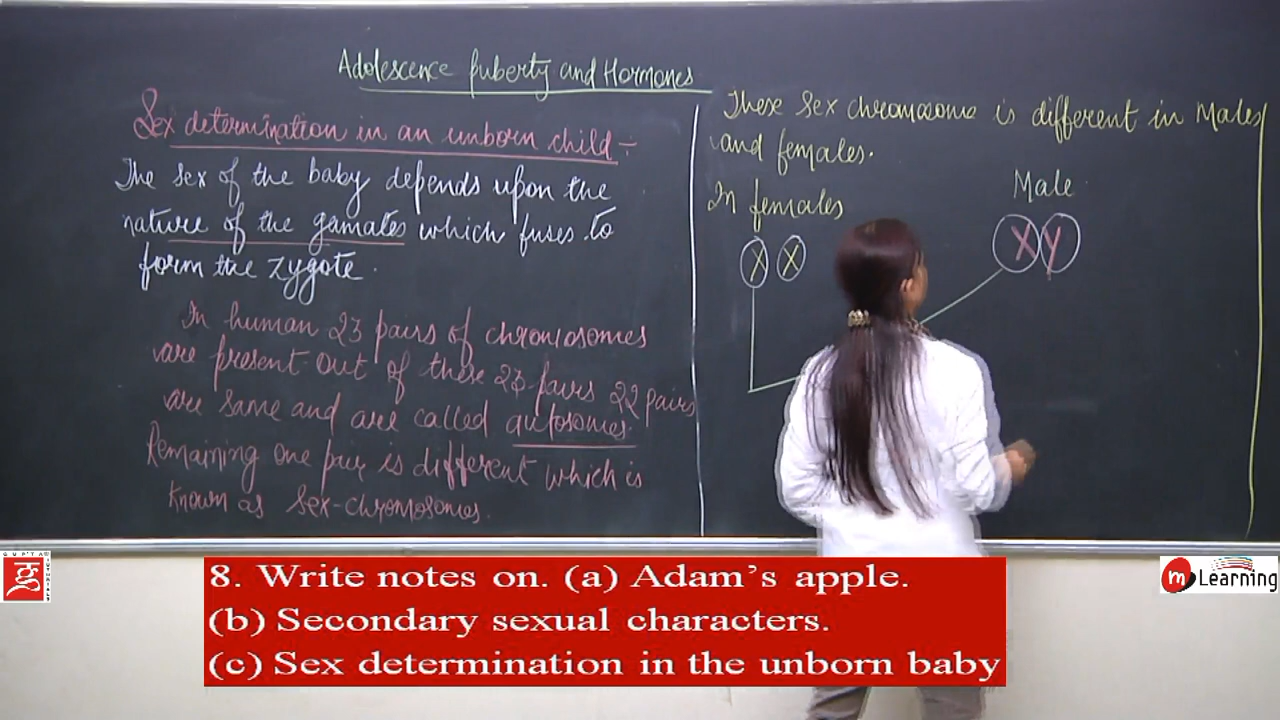 Adolescence puberty and Hormones
Sex determination in an unborn child:-
The sex of the baby depends upon the
nature of the gamates which fuses to
form the zygote.
In human 23 pairs of chromosomes
are present out of these 23 pairs 22 pairs
are same and are called autosomes.
Remaining one pair is different which is
known as sex-chromosomes.
These sex chromosome is different in Males
and females.
In females
Male
X X
X Y
GUPTA
8. Write notes on. (a) Adam's apple.
(b) Secondary sexual characters.
(c) Sex determination in the unborn baby
m Learning